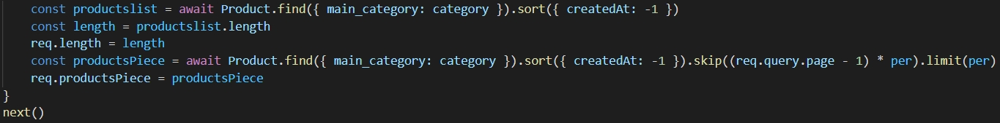 const productslist = await Product.find({ main_category: category }).sort({ createdAt: -1 })
const length = productslist.length
req.length = length
const productsPiece = await Product.find({ main_category: category }).sort({ createdAt: -1 }).skip((req.query.page - 1) * per).limit(per)
req.productsPiece = productsPiece
}
next()